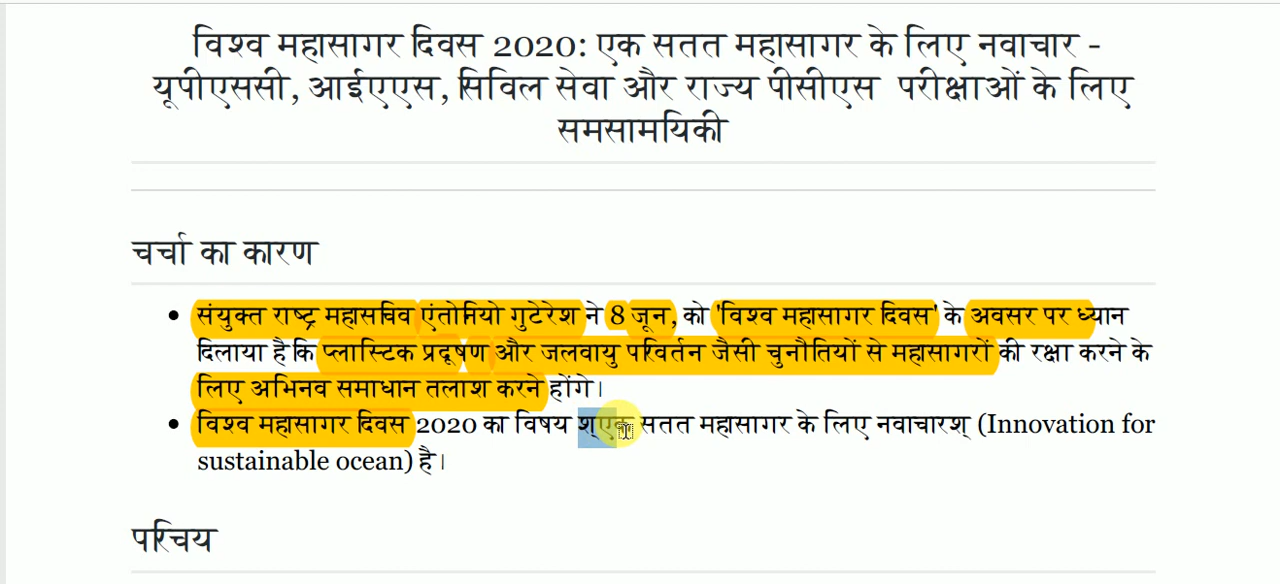 विश्व महासागर दिवस 2020: एक सतत महासागर के लिए नवाचार -
यूपीएससी, आईएएस, सिविल सेवा और राज्य पीसीएस परीक्षाओं के लिए
समसामयिकी
चर्चा का कारण
• संयुक्त राष्ट्र महासचिव एंतोनियो गुटेरेश ने 8 जून, को 'विश्व महासागर दिवस' के अवसर पर ध्यान
दिलाया है कि प्लास्टिक प्रदूषण और जलवायु परिवर्तन जैसी चुनौतियों से महासागरों की रक्षा करने के
लिए अभिनव समाधान तलाश करने होंगे।
• विश्व महासागर दिवस 2020 का विषय श्एक सतत महासागर के लिए नवाचारश् (Innovation for
sustainable ocean) है।
परिचय